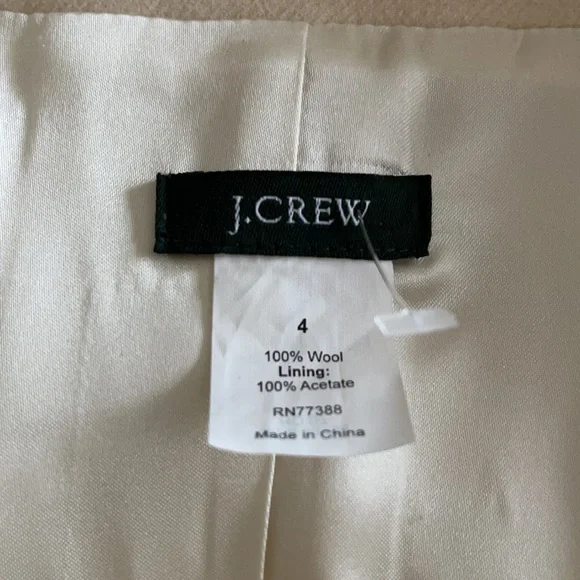 J.CREW
4
100% Wool
Lining:
100% Acetate
RN77388
Made in China